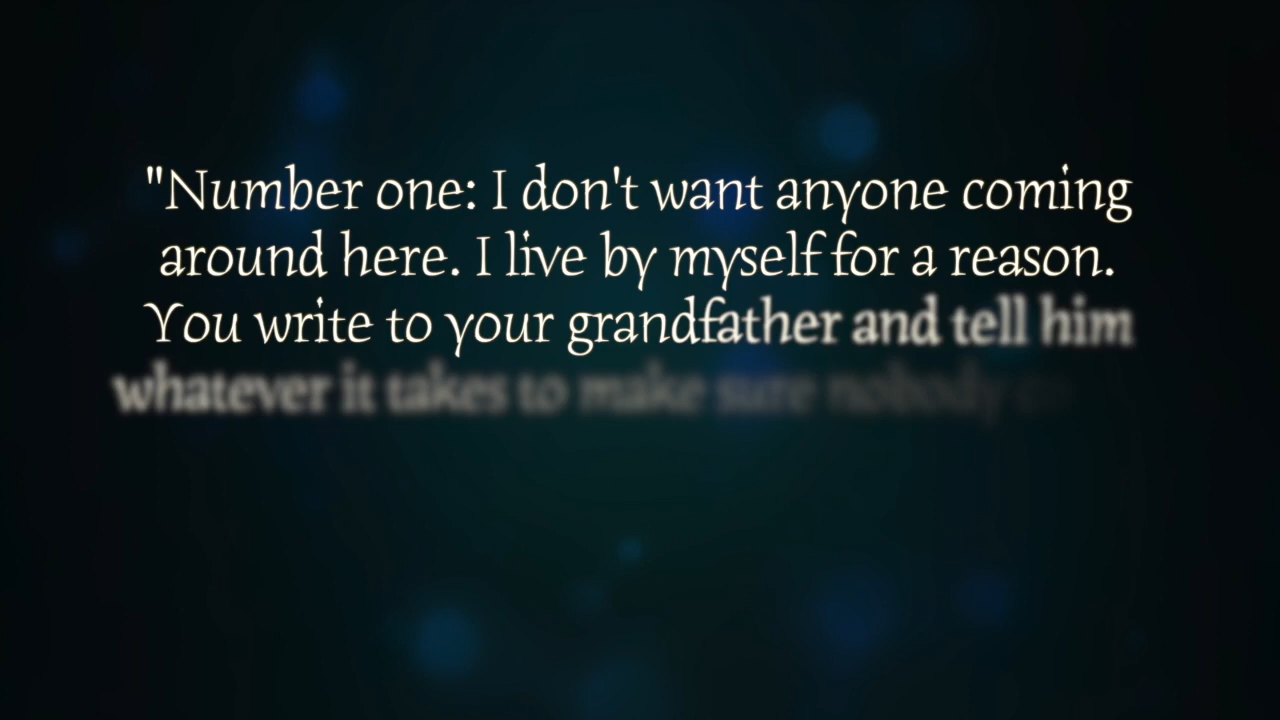 "Number one: I don't want anyone coming
around here. I live by myself for a reason.
You write to your grandfather and tell him
whatever it takes to make sure nobody